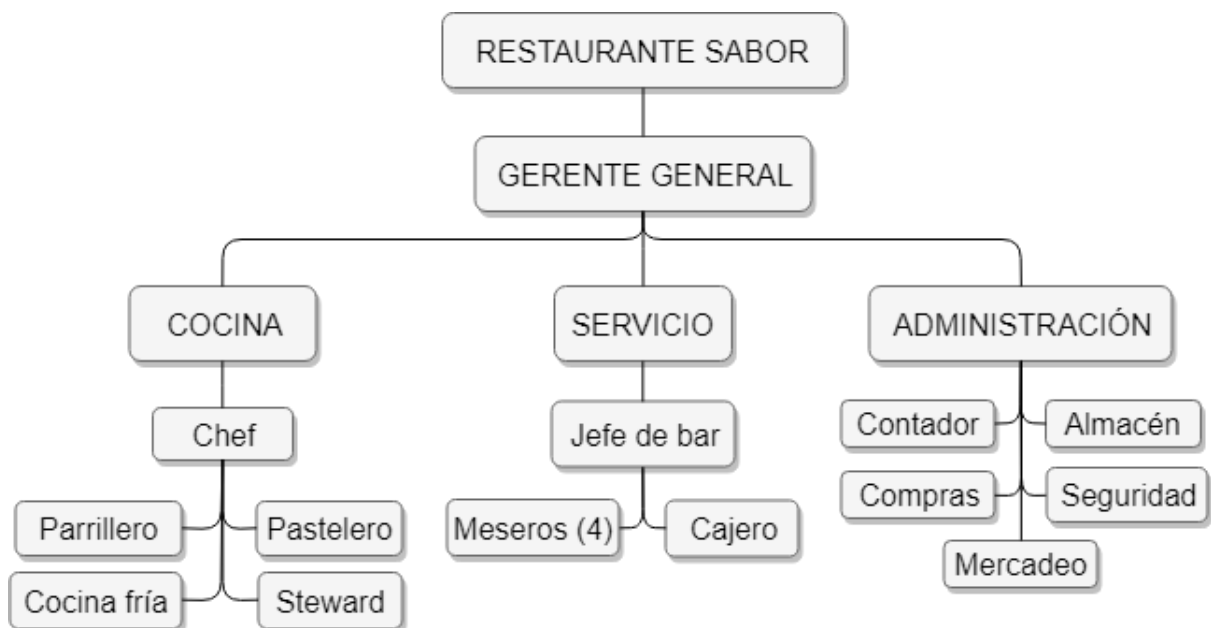 RESTAURANTE SABOR
GERENTE GENERAL
COCINA
SERVICIO
ADMINISTRACIÓN
Chef
Jefe de bar
Contador
Almacén
Compras
Seguridad
Parrillero
Pastelero
Meseros (4)
Cajero
Mercadeo
Cocina fría
Steward